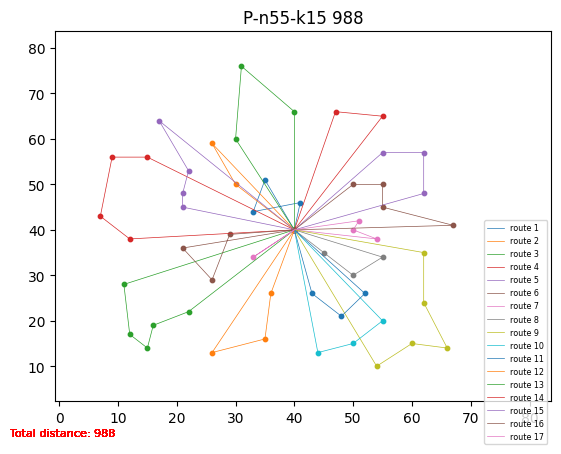 P-n55-k15 988
80
70
60
50
40
30
20
10
0 10 20 30 40 50 60 70
route 1
route 2
route 3
route 4
route 5
route 6
route 7
route 8
route 9
route 10
route 11
route 12
route 13
route 14
route 15
route 16
route 17
Total distance: